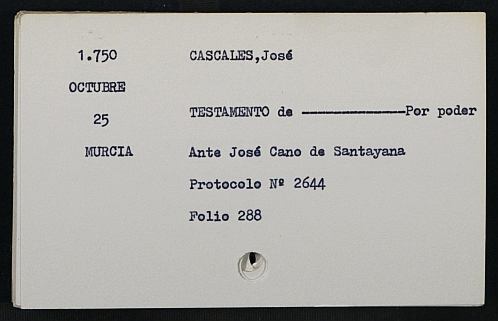 1.750 CASCALES,José
OCTUBRE
25 TESTAMENTO de ——————————Por poder
MURCIA Ante José Cano de Santayana
Protocolo Nº 2644
Folio 288